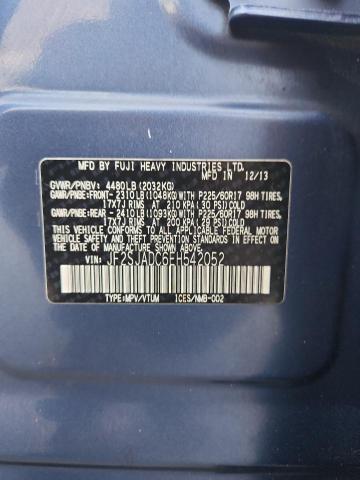 MFD BY FUJI HEAVY INDUSTRIES LTD.
MFD IN 12/13
GVWR/PNBV: 4480LB(2032KG)
GAWR/PNBE:FRONT- 2310LB(1048KG)WITH P225/60R17 98H TIRES,
17X7J RIMS AT 210 KPA(30 PSI)COLD
GAWR/PNBE:REAR - 2410LB(1093KG)WITH P225/60R17 98H TIRES,
17X7J RIMS AT 200 KPA(29 PSI)COLD
THIS VEHICLE CONFORMS TO ALL APPLICABLE
FEDERAL MOTOR VEHICLE SAFETY, BUMPER, AND
THEFT PREVENTION STANDARDS IN EFFECT ON THE
DATE OF MANUFACTURE SHOWN ABOVE.
VIN: JF2SJADC6EH542052
TYPE:MPV/VTUM ICES/NMB-002